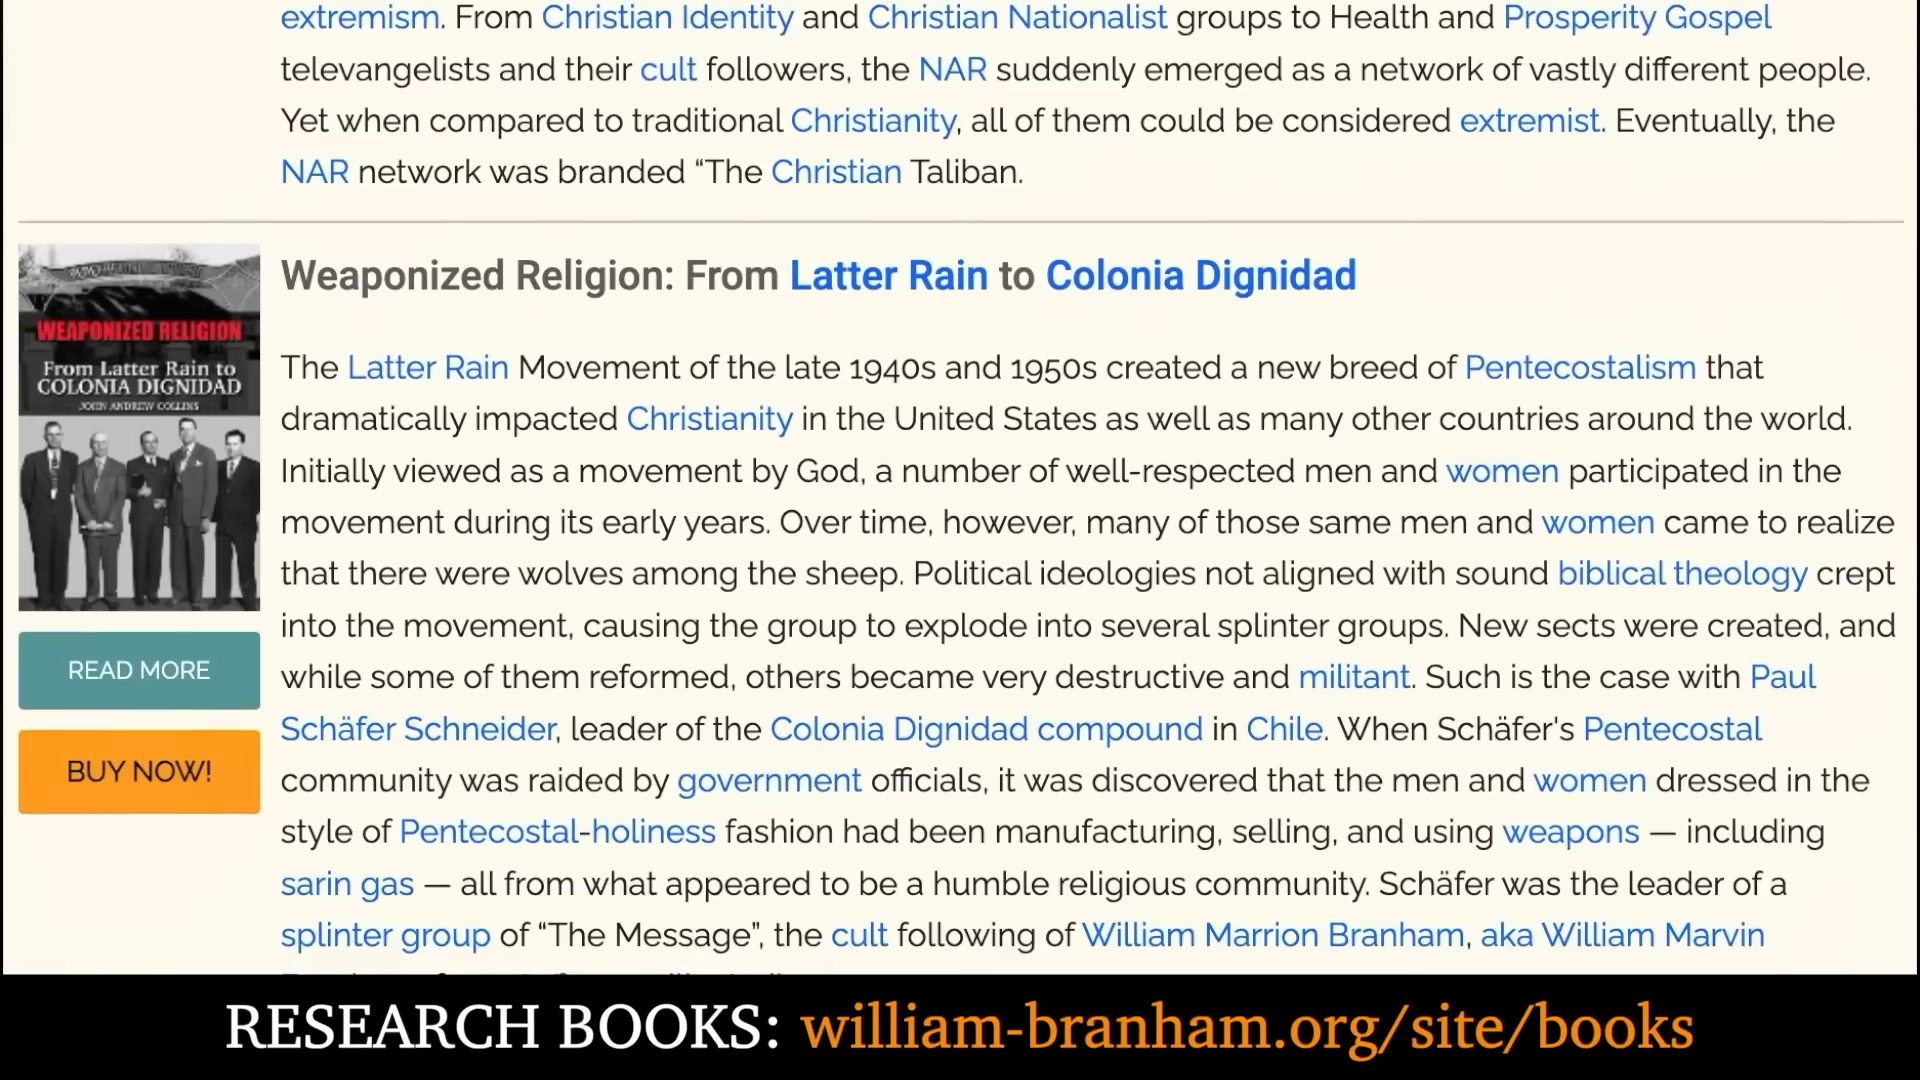 extremism. From Christian Identity and Christian Nationalist groups to Health and Prosperity Gospel
televangelists and their cult followers, the NAR suddenly emerged as a network of vastly different people.
Yet when compared to traditional Christianity, all of them could be considered extremist. Eventually, the
NAR network was branded “The Christian Taliban.
WEAPONIZED RELIGION
From Latter Rain to
COLONIA DIGNIDAD
JOHN ANDREW COLLINS
READ MORE
BUY NOW!
Weaponized Religion: From Latter Rain to Colonia Dignidad
The Latter Rain Movement of the late 1940s and 1950s created a new breed of Pentecostalism that
dramatically impacted Christianity in the United States as well as many other countries around the world.
Initially viewed as a movement by God, a number of well-respected men and women participated in the
movement during its early years. Over time, however, many of those same men and women came to realize
that there were wolves among the sheep. Political ideologies not aligned with sound biblical theology crept
into the movement, causing the group to explode into several splinter groups. New sects were created, and
while some of them reformed, others became very destructive and militant. Such is the case with Paul
Schäfer Schneider, leader of the Colonia Dignidad compound in Chile. When Schäfer's Pentecostal
community was raided by government officials, it was discovered that the men and women dressed in the
style of Pentecostal-holiness fashion had been manufacturing, selling, and using weapons — including
sarin gas — all from what appeared to be a humble religious community. Schäfer was the leader of a
splinter group of “The Message”, the cult following of William Marrion Branham, aka William Marvin
RESEARCH BOOKS: william-branham.org/site/books